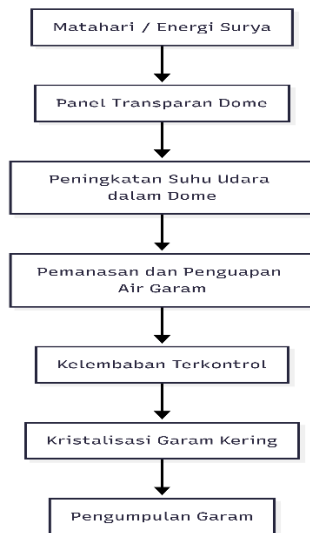 Matahari / Energi Surya
Panel Transparan Dome
Peningkatan Suhu Udara
dalam Dome
Pemanasan dan Penguapan
Air Garam
Kelembaban Terkontrol
Kristalisasi Garam Kering
Pengumpulan Garam